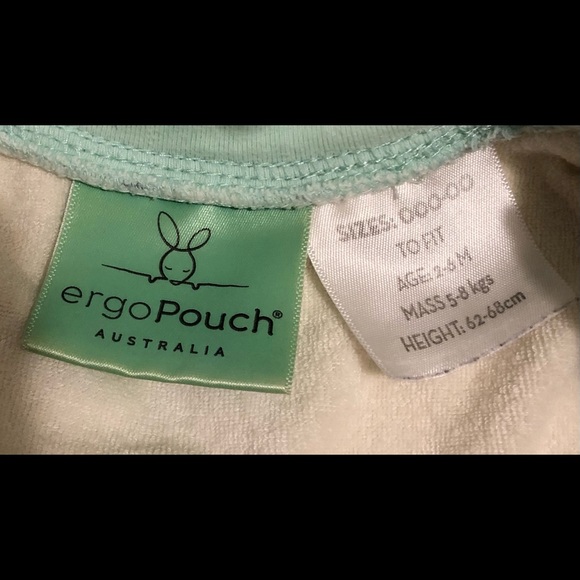 ergoPouch®
AUSTRALIA
SIZES: 000-00
TO FIT
AGE: 2-6 M
MASS 5-8 kgs
HEIGHT: 62-68cm